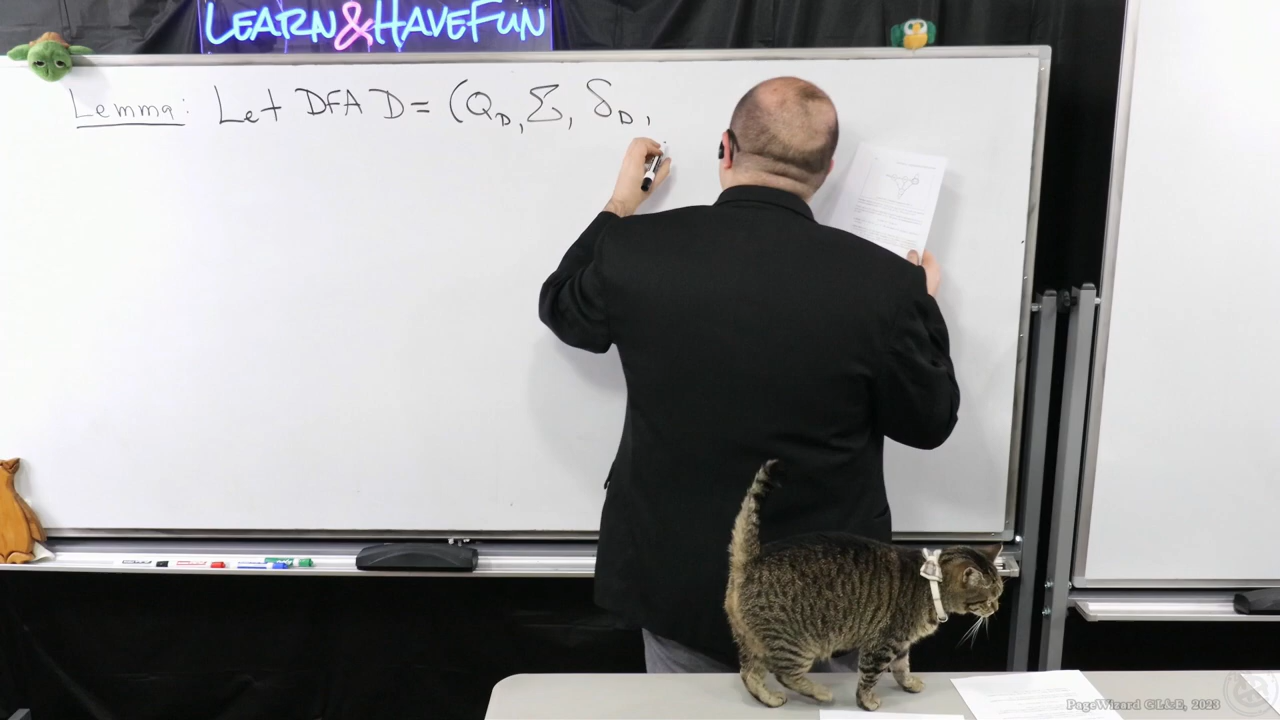 LEARN&HAVEFUN
Lemma: Let DFA D = (Q_D, Σ, δ_D,
PageWizard GL&E, 2023